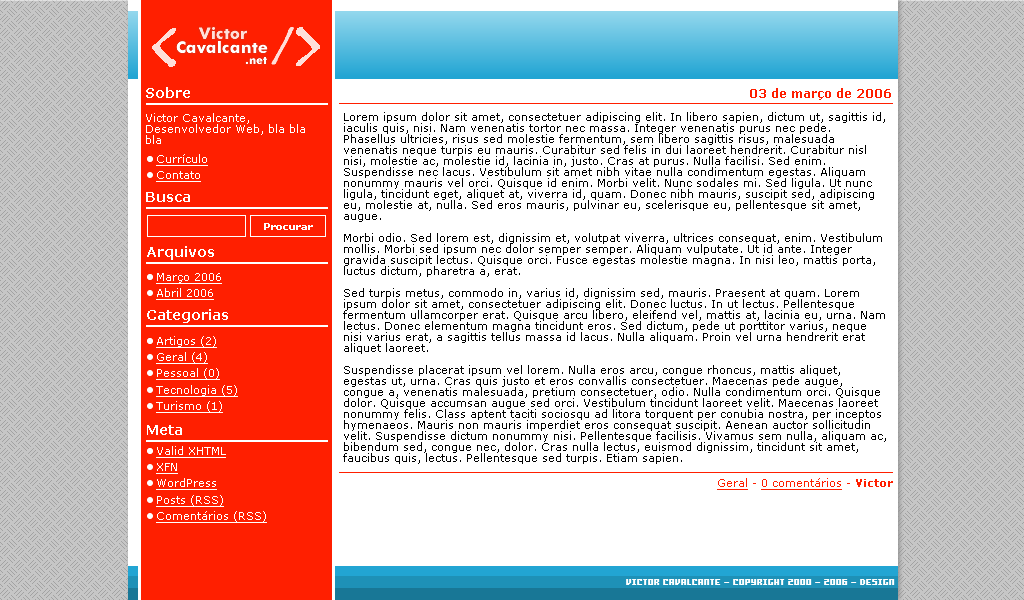 Victor
Cavalcante
.net
Sobre
Victor Cavalcante,
Desenvolvedor Web, bla bla
bla
Currículo
Contato
Busca
Procurar
Arquivos
Março 2006
Abril 2006
Categorias
Artigos (2)
Geral (4)
Pessoal (0)
Tecnologia (5)
Turismo (1)
Meta
Valid XHTML
XFN
WordPress
Posts (RSS)
Comentários (RSS)
03 de março de 2006
Lorem ipsum dolor sit amet, consectetuer adipiscing elit. In libero sapien, dictum ut, sagittis id,
iaculis quis, nisi. Nam venenatis tortor nec massa. Integer venenatis purus nec pede.
Phasellus ultricies, risus sed molestie fermentum, sem libero sagittis risus, malesuada
venenatis neque turpis eu mauris. Curabitur sed felis in dui laoreet hendrerit. Curabitur nisl
nisi, molestie ac, molestie id, lacinia in, justo. Cras at purus. Nulla facilisi. Sed enim.
Suspendisse nec lacus. Vestibulum sit amet nibh vitae nulla condimentum egestas. Aliquam
nonummy mauris vel orci. Quisque id enim. Morbi velit. Nunc sodales mi. Sed ligula. Ut nunc
ligula, tincidunt eget, aliquet at, viverra id, quam. Donec nibh mauris, suscipit sed, adipiscing
eu, molestie at, nulla. Sed eros mauris, pulvinar eu, scelerisque eu, pellentesque sit amet,
augue.
Morbi odio. Sed lorem est, dignissim et, volutpat viverra, ultrices consequat, enim. Vestibulum
mollis. Morbi sed ipsum nec dolor semper semper. Aliquam vulputate. Ut id ante. Integer
gravida suscipit lectus. Quisque orci. Fusce egestas molestie magna. In nisi leo, mattis porta,
luctus dictum, pharetra a, erat.
Sed turpis metus, commodo in, varius id, dignissim sed, mauris. Praesent at quam. Lorem
ipsum dolor sit amet, consectetuer adipiscing elit. Donec luctus. In ut lectus. Pellentesque
fermentum ullamcorper erat. Quisque arcu libero, eleifend vel, mattis at, lacinia eu, urna. Nam
lectus. Donec elementum magna tincidunt eros. Sed dictum, pede ut porttitor varius, neque
nisi varius erat, a sagittis tellus massa id lacus. Nulla aliquam. Proin vel urna hendrerit erat
aliquet laoreet.
Suspendisse placerat ipsum vel lorem. Nulla eros arcu, congue rhoncus, mattis aliquet,
egestas ut, urna. Cras quis justo et eros convallis consectetuer. Maecenas pede augue,
congue a, venenatis malesuada, pretium consectetuer, odio. Nulla condimentum orci. Quisque
dolor. Quisque accumsan augue sed orci. Vestibulum tincidunt laoreet velit. Maecenas laoreet
nonummy felis. Class aptent taciti sociosqu ad litora torquent per conubia nostra, per inceptos
hymenaeos. Mauris non mauris imperdiet eros consequat suscipit. Aenean auctor sollicitudin
velit. Suspendisse dictum nonummy nisi. Pellentesque facilisis. Vivamus sem nulla, aliquam ac,
bibendum sed, congue nec, dolor. Cras nulla lectus, euismod dignissim, tincidunt sit amet,
faucibus quis, lectus. Pellentesque sed turpis. Etiam sapien.
Geral - 0 comentários - Victor
VICTOR CAVALCANTE – COPYRIGHT 2000 – 2006 – DESIGN